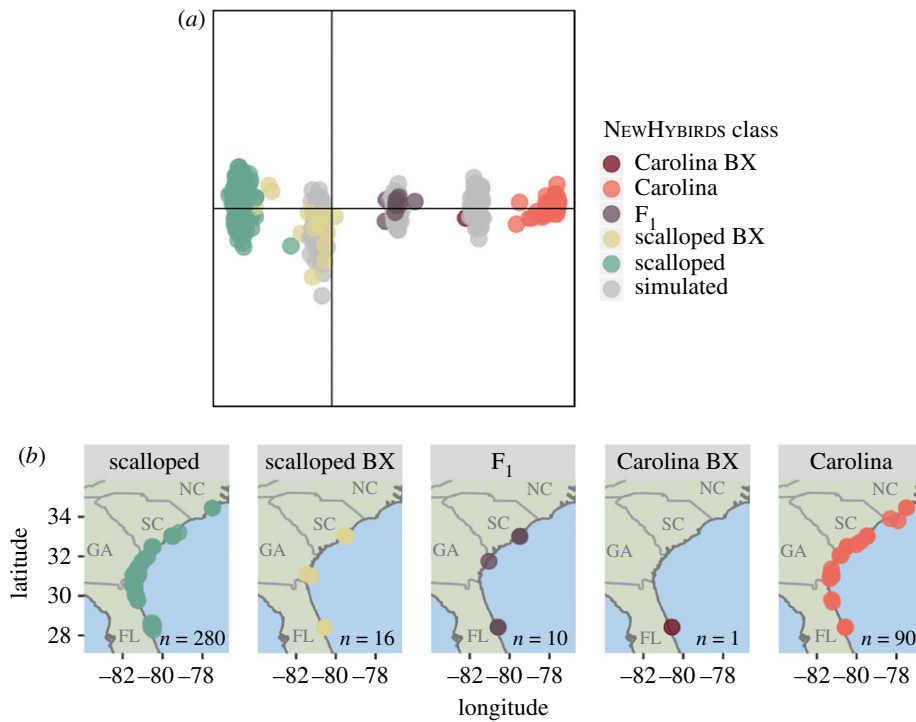 (a)
NEWHYBIRDS class
Carolina BX
Carolina
F1
scalloped BX
scalloped
simulated
(b)
scalloped
scalloped BX
F1
Carolina BX
Carolina
latitude
34
32
30
28
NC
SC
GA
FL
n = 280
NC
SC
GA
FL
n = 16
NC
SC
GA
FL
n = 10
NC
SC
GA
FL
n = 1
NC
SC
GA
FL
n = 90
−82 −80 −78
−82 −80 −78
−82 −80 −78
−82 −80 −78
−82 −80 −78
longitude